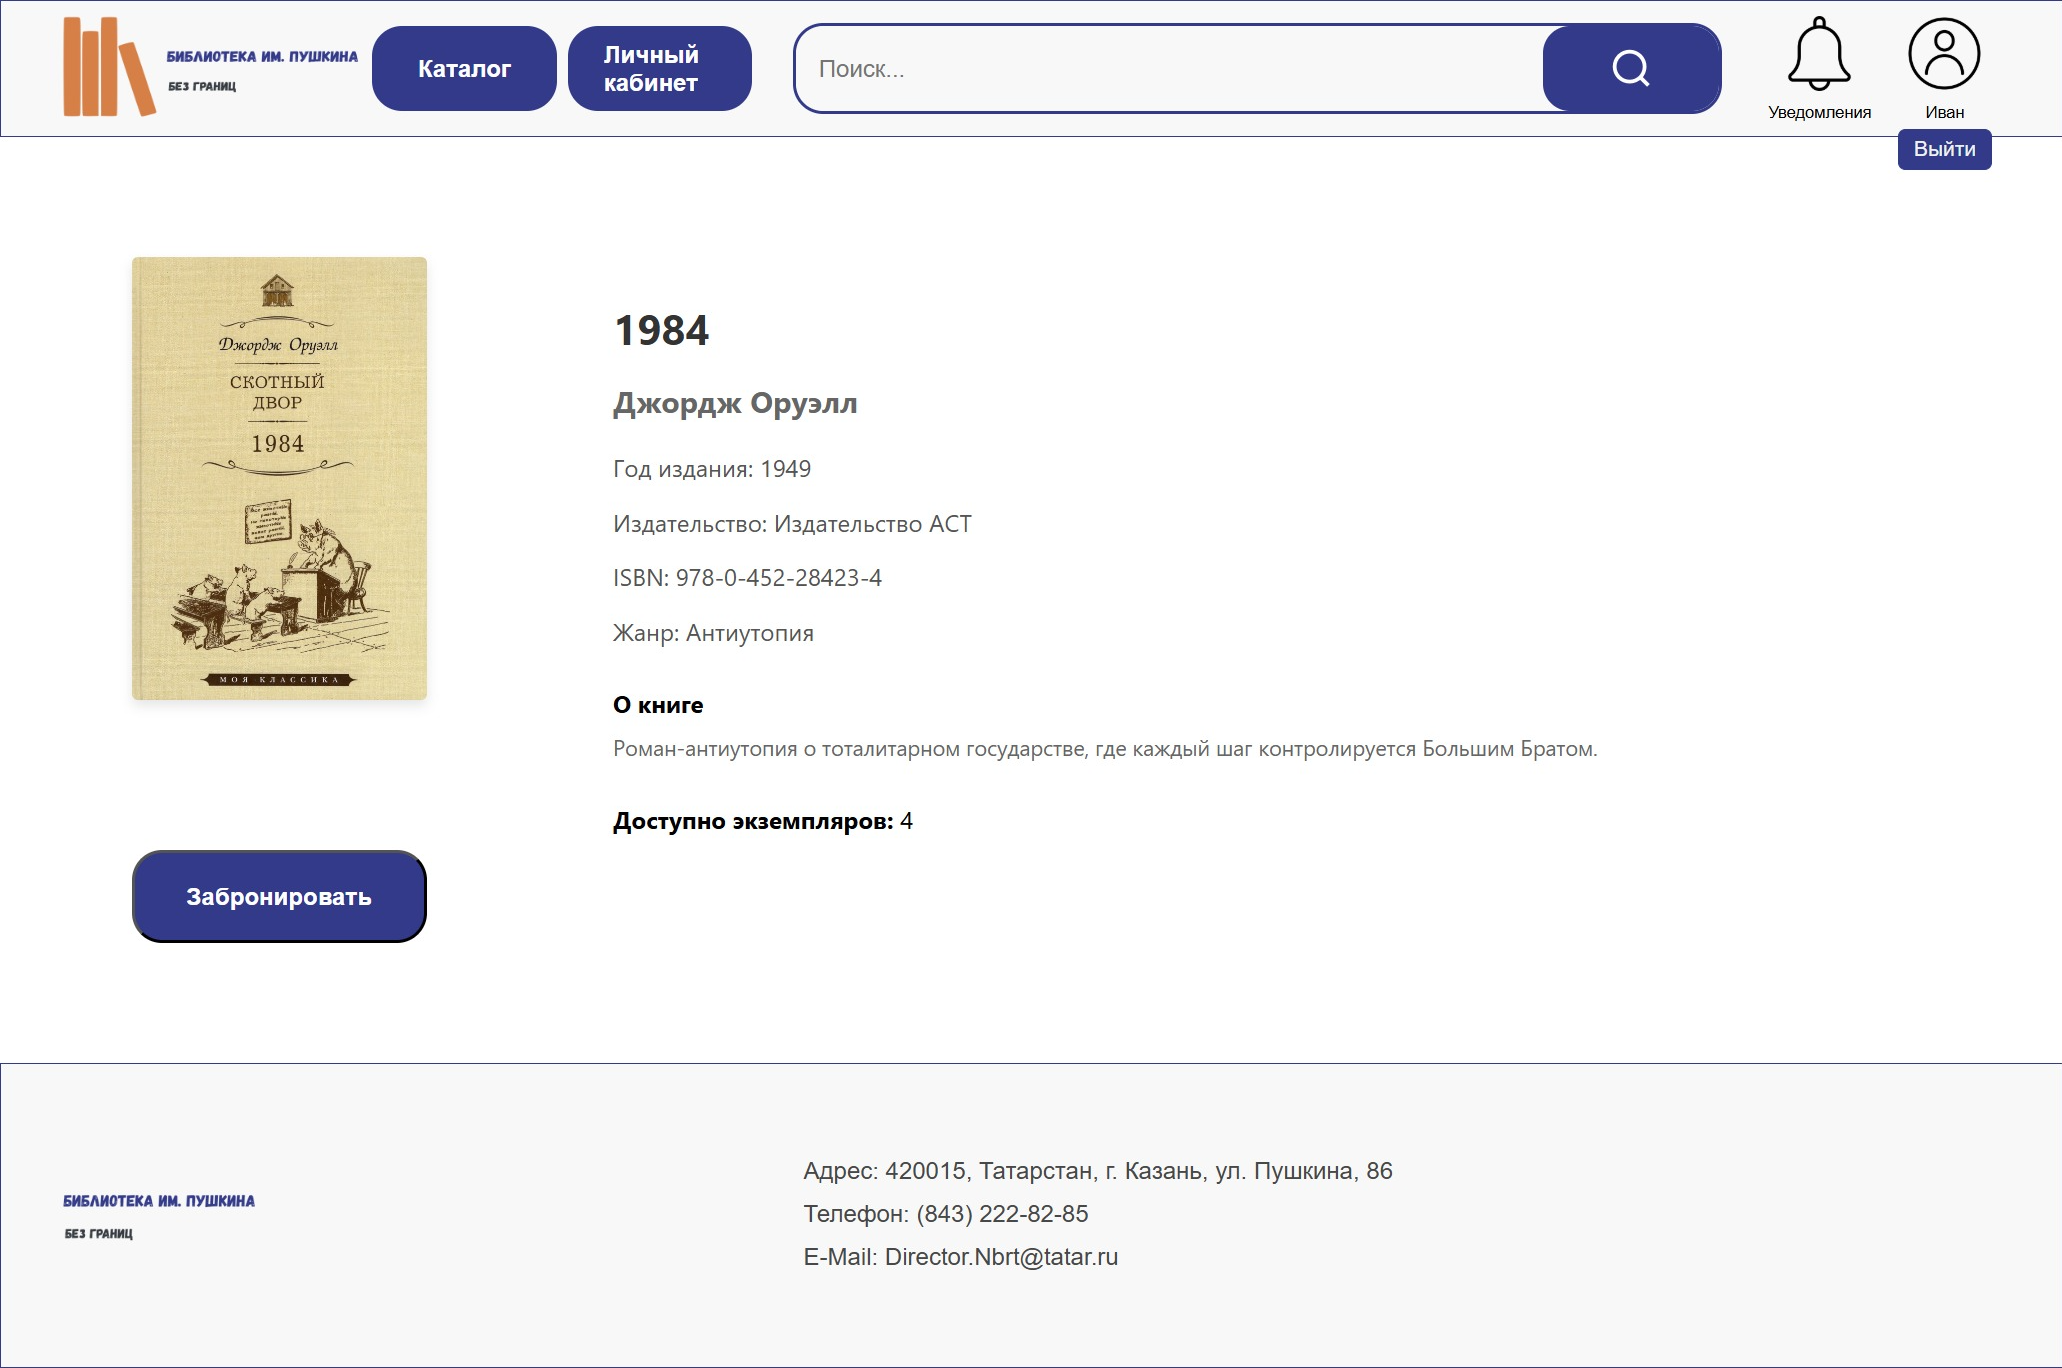 БИБЛИОТЕКА ИМ. ПУШКИНА
БЕЗ ГРАНИЦ
Каталог
Личный
кабинет
Поиск...
Уведомления
Иван
Выйти
Джордж Оруэлл
СКОТНЫЙ
ДВОР
1984
МОЯ КЛАССИКА
1984
Джордж Оруэлл
Год издания: 1949
Издательство: Издательство АСТ
ISBN: 978-0-452-28423-4
Жанр: Антиутопия
О книге
Роман-антиутопия о тоталитарном государстве, где каждый шаг контролируется Большим Братом.
Доступно экземпляров: 4
Забронировать
БИБЛИОТЕКА ИМ. ПУШКИНА
БЕЗ ГРАНИЦ
Адрес: 420015, Татарстан, г. Казань, ул. Пушкина, 86
Телефон: (843) 222-82-85
E-Mail: Director.Nbrt@tatar.ru